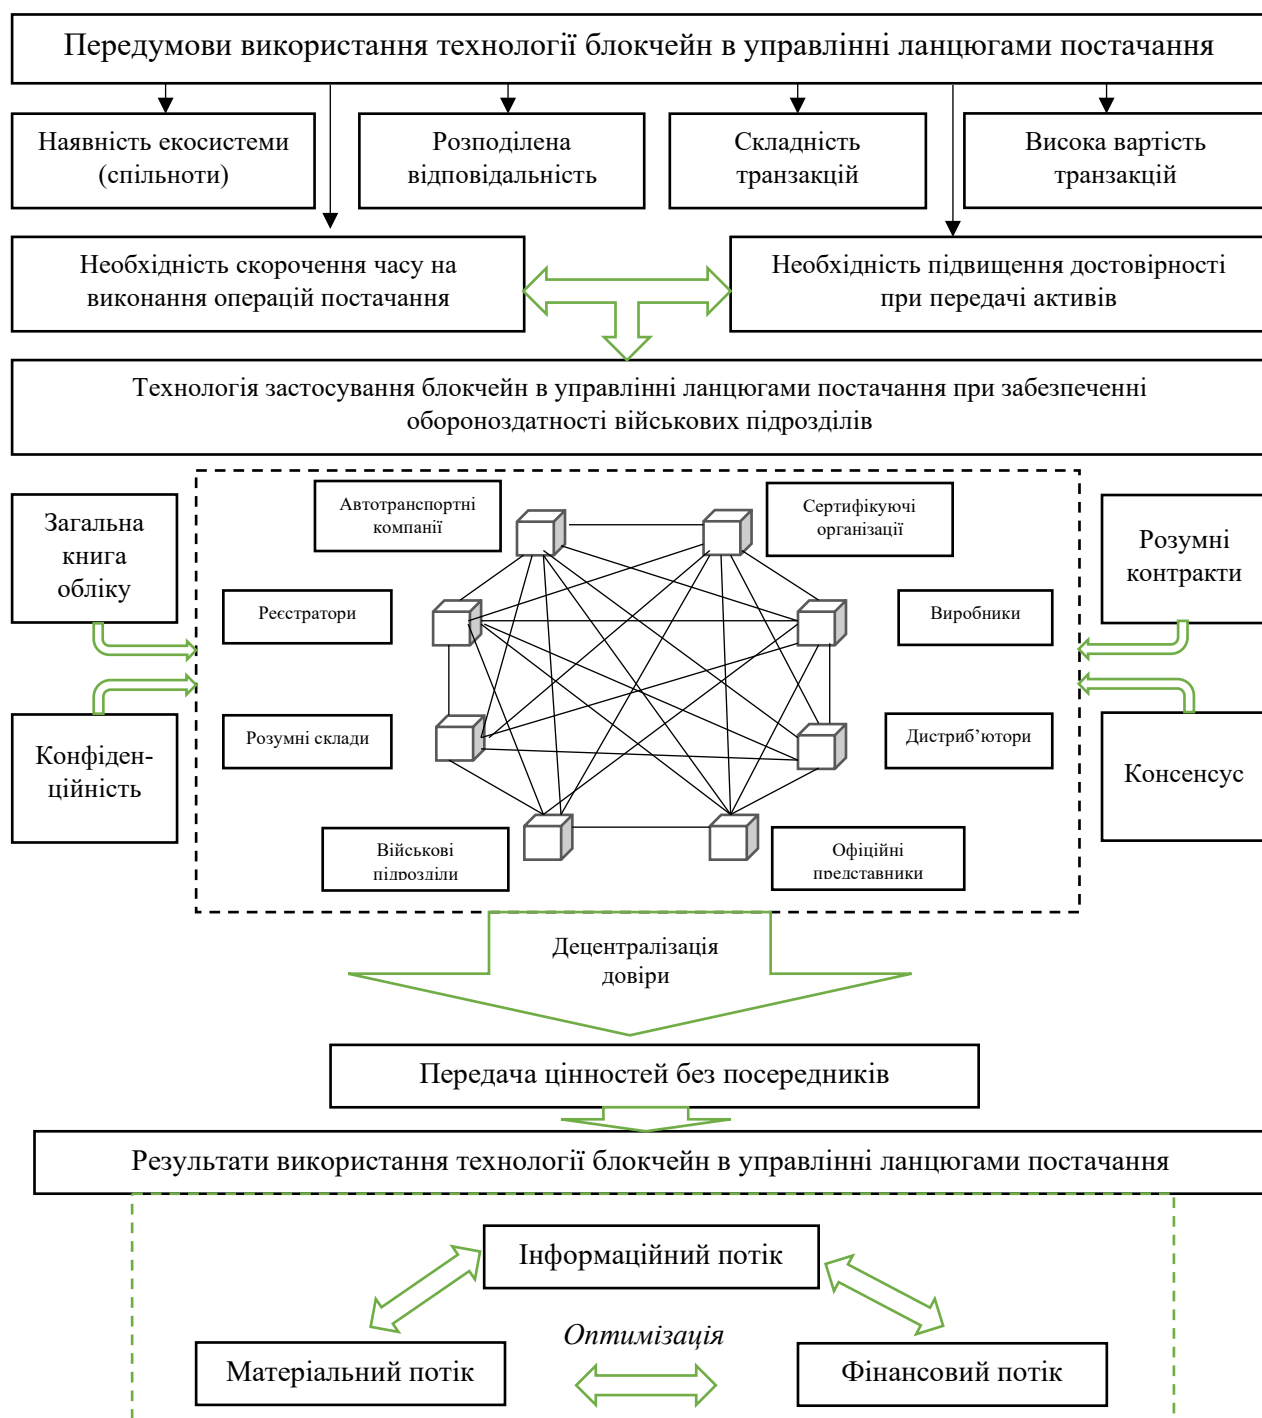 Передумови використання технології блокчейн в управлінні ланцюгами постачання
Наявність екосистеми
(спільноти)
Розподілена
відповідальність
Складність
транзакцій
Висока вартість
транзакцій
Необхідність скорочення часу на
виконання операцій постачання
Необхідність підвищення достовірності
при передачі активів
Технологія застосування блокчейн в управлінні ланцюгами постачання при забезпеченні
обороноздатності військових підрозділів
Загальна
книга
обліку
Конфіден-
ційність
Автотранспортні
компанії
Сертифікуючі
організації
Реєстратори
Виробники
Розумні склади
Дистриб’ютори
Військові
підрозділи
Офіційні
представники
Розумні
контракти
Консенсус
Децентралізація
довіри
Передача цінностей без посередників
Результати використання технології блокчейн в управлінні ланцюгами постачання
Інформаційний потік
Оптимізація
Матеріальний потік
Фінансовий потік